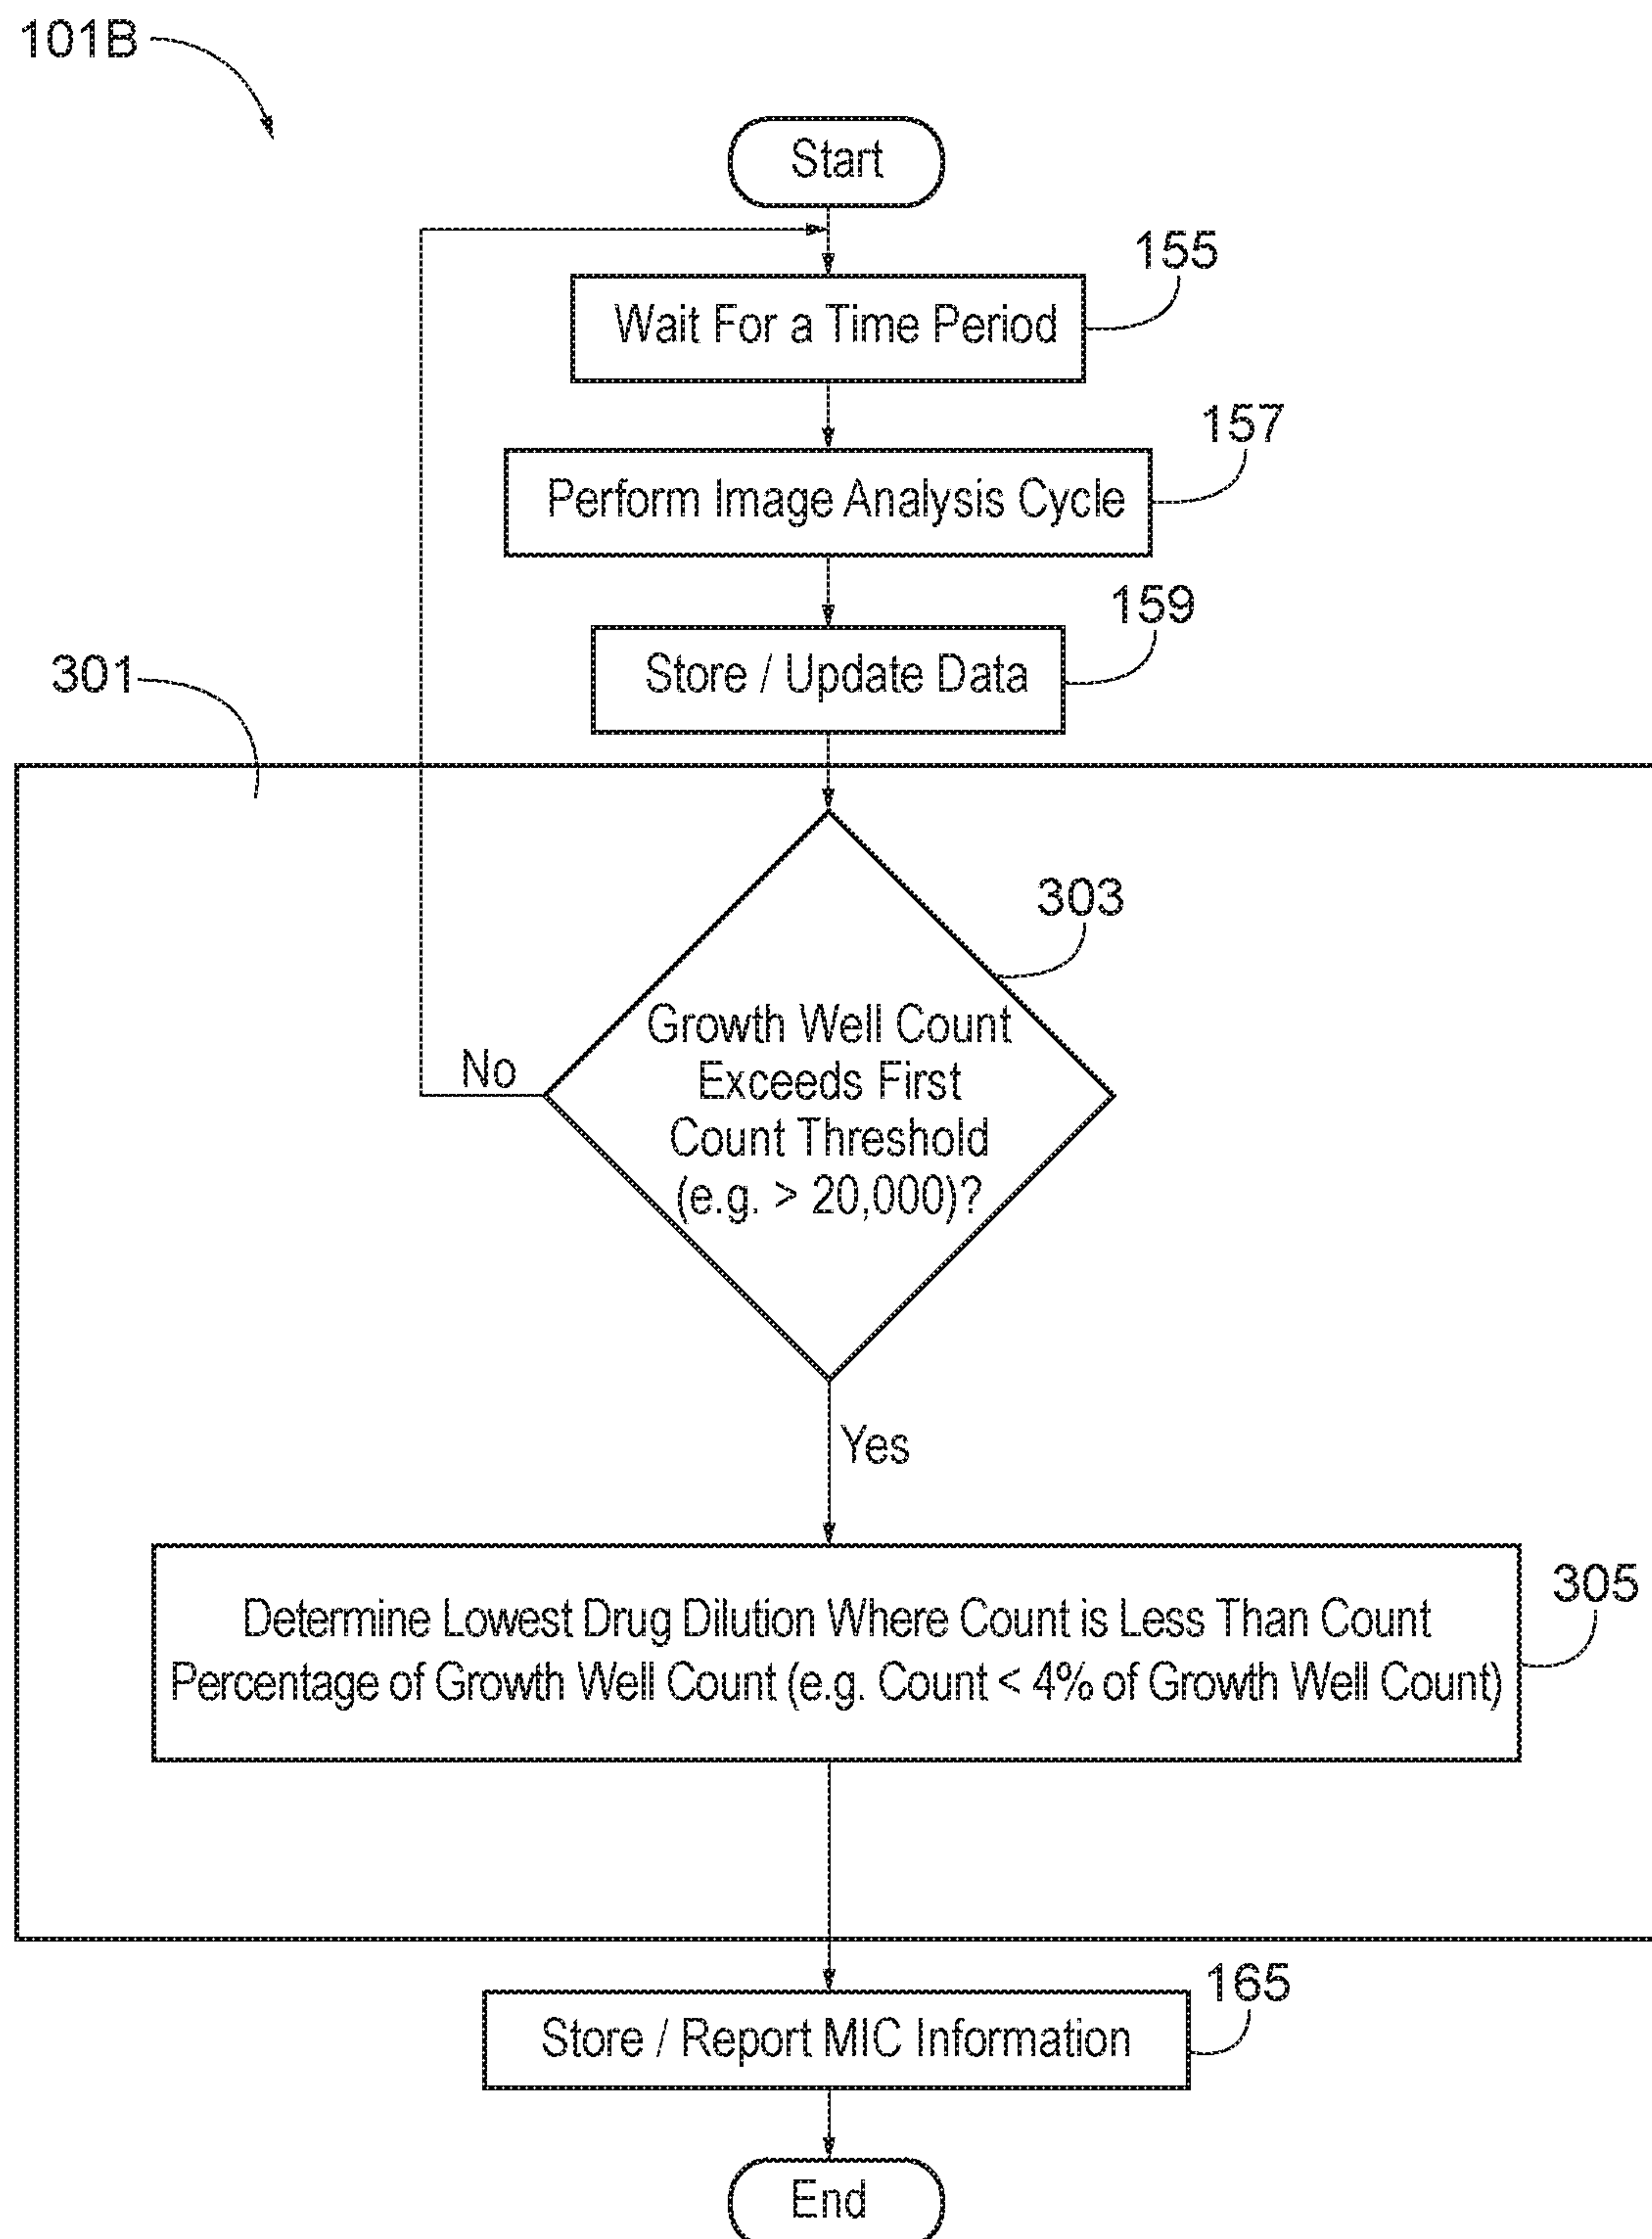 101B
Start
155
Wait For a Time Period
157
Perform Image Analysis Cycle
159
Store / Update Data
301
303
Growth Well Count
Exceeds First
Count Threshold
(e.g. > 20,000)?
No
Yes
305
Determine Lowest Drug Dilution Where Count is Less Than Count
Percentage of Growth Well Count (e.g. Count < 4% of Growth Well Count)
165
Store / Report MIC Information
End